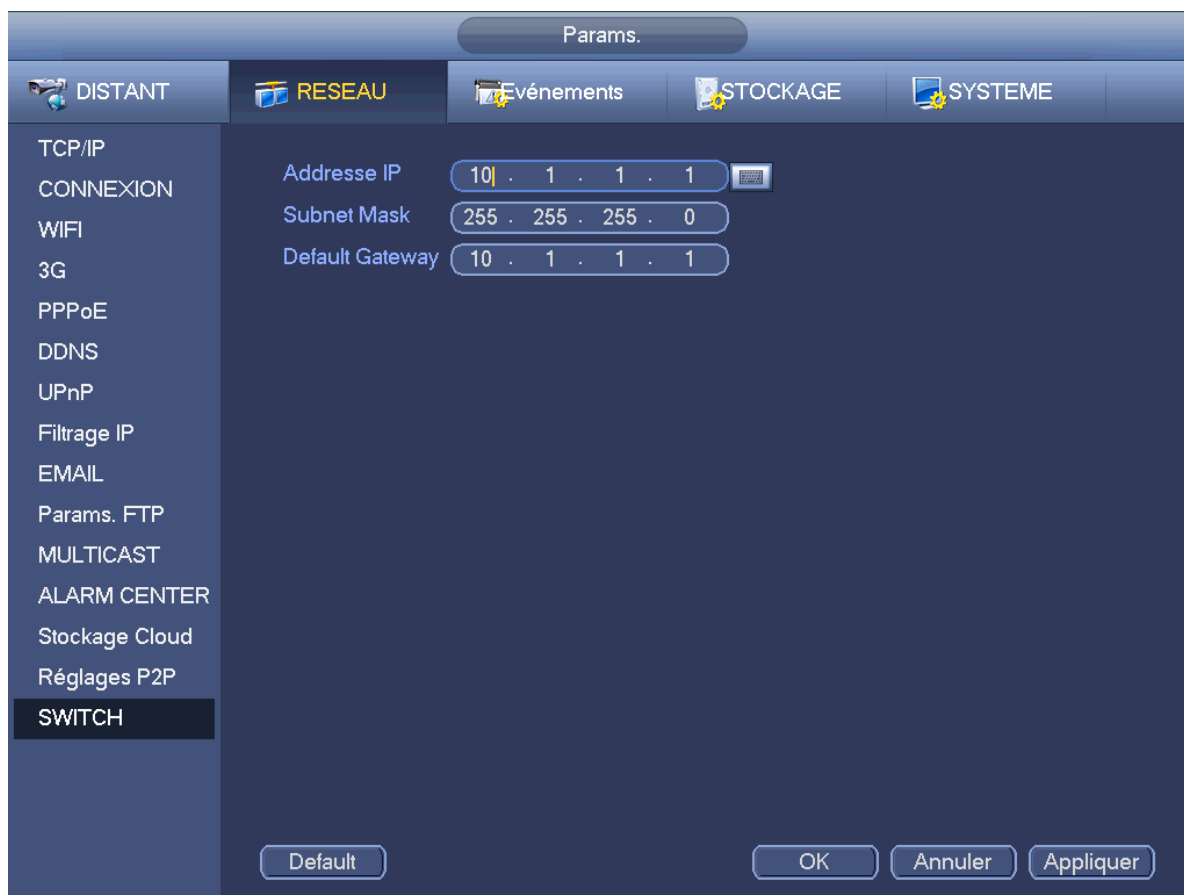 Params.
DISTANT
RESEAU
Evénements
STOCKAGE
SYSTEME
TCP/IP
CONNEXION
WIFI
3G
PPPoE
DDNS
UPnP
Filtrage IP
EMAIL
Params. FTP
MULTICAST
ALARM CENTER
Stockage Cloud
Réglages P2P
SWITCH
Addresse IP 10 . 1 . 1 . 1
Subnet Mask 255 . 255 . 255 . 0
Default Gateway 10 . 1 . 1 . 1
Default OK Annuler Appliquer